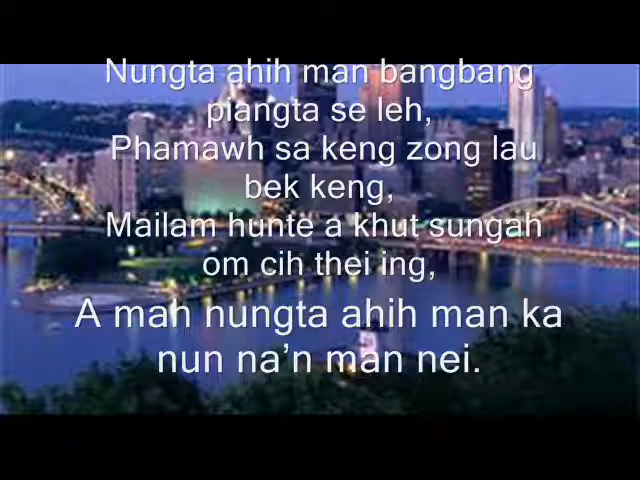 Nungta ahih man bangbang
piangta se leh,
Phamawh sa keng zong lau
bek keng,
Mailam hunte a khut sungah
om cih thei ing,
A mah nungta ahih man ka
nun na’n man nei.